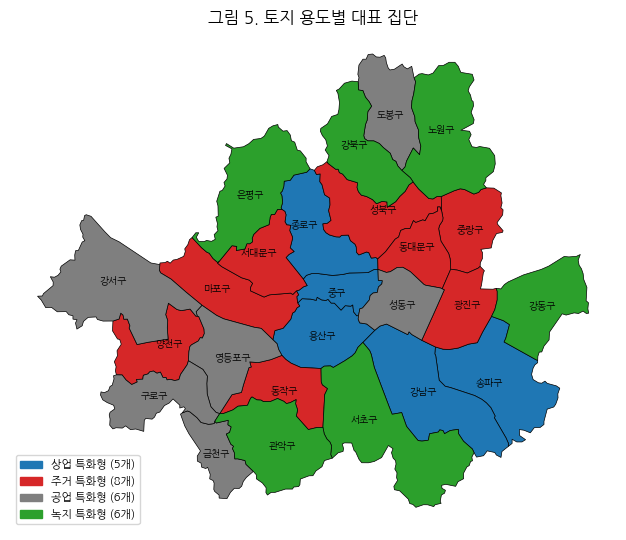 그림 5. 토지 용도별 대표 집단
도봉구
노원구
강북구
은평구
성북구
종로구
중랑구
동대문구
서대문구
강서구
마포구
중구
성동구
광진구
강동구
용산구
양천구
영등포구
송파구
동작구
강남구
구로구
서초구
관악구
금천구
상업 특화형 (5개)
주거 특화형 (8개)
공업 특화형 (6개)
녹지 특화형 (6개)